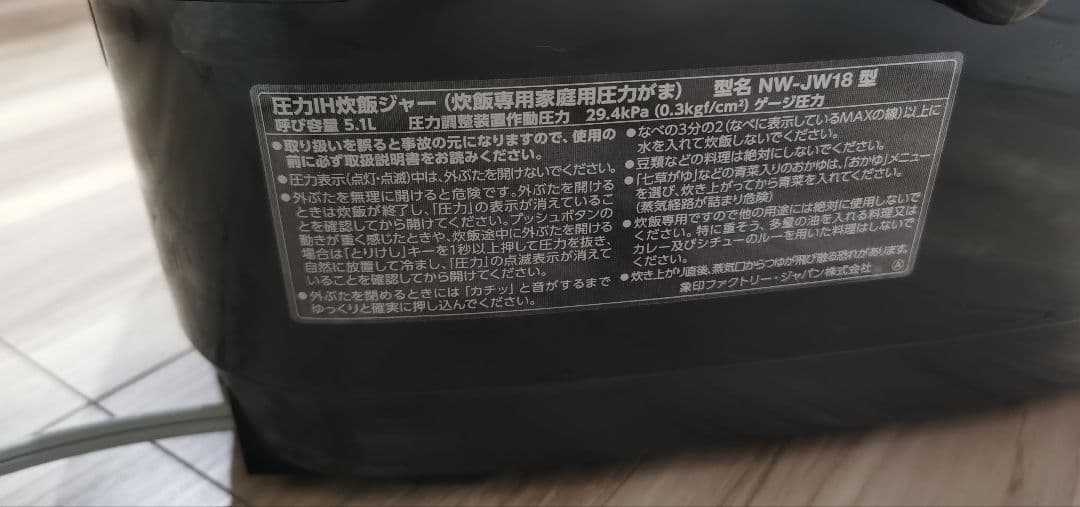 圧力IH炊飯ジャー（炊飯専用家庭用圧力がま） 型名 NW-JW18 型
呼び容量 5.1L 圧力調整装置作動圧力 29.4kPa (0.3kgf/cm²) ゲージ圧力
●取り扱いを誤ると事故の元になりますので、使用の
前に必ず取扱説明書をお読みください。
●圧力表示(点灯・点滅)中は、外ぶたを開けないでください。
●外ぶたを無理に開けると危険です。外ぶたを開ける
ときは炊飯が終了し、「圧力」の表示が消えているこ
とを確認してから開けてください。プッシュボタンの
動きが重く感じたときや、炊飯途中に外ぶたを開ける
場合は「とりけし」キーを1秒以上押して圧力を抜き、
自然に放置して冷まし、「圧力」の点滅表示が消えて
いることを確認してから開けてください。
●外ぶたを閉めるときには「カチッ」と音がするまで
ゆっくりと確実に押し込んでください。
●なべの3分の2(なべに表示しているMAXの線)以上に
水を入れて炊飯しないでください。
●豆類などの料理は絶対にしないでください。
●「七草がゆ」などの青菜入りのおかゆは、「おかゆ」メニュー
を選び、炊き上がってから青菜を入れてください。
(蒸気経路が詰まり危険)
●炊飯専用ですので他の用途には絶対に使用しないで
ください。特に重そう、多量の油を入れる料理又は
カレー及びシチューのルーを用いた料理はしないで
ください。
●炊き上がり直後、蒸気口からつゆが飛び散る恐れがあります。
象印ファクトリー・ジャパン株式会社 Ⓐ